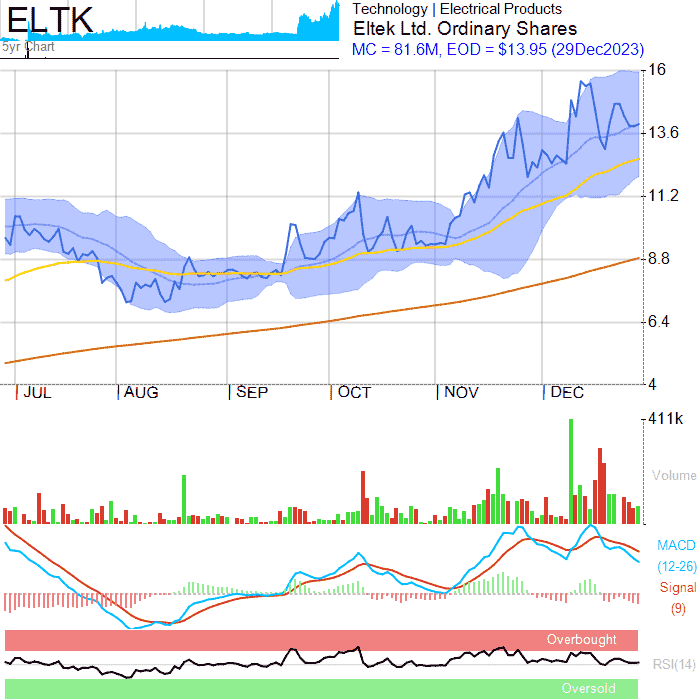 ELTK
5yr Chart
Technology | Electrical Products
Eltek Ltd. Ordinary Shares
MC = 81.6M, EOD = $13.95 (29Dec2023)
16
13.6
11.2
8.8
6.4
4
JUL AUG SEP OCT NOV DEC
411k
Volume
MACD
(12-26)
Signal
(9)
Overbought
RSI(14)
Oversold